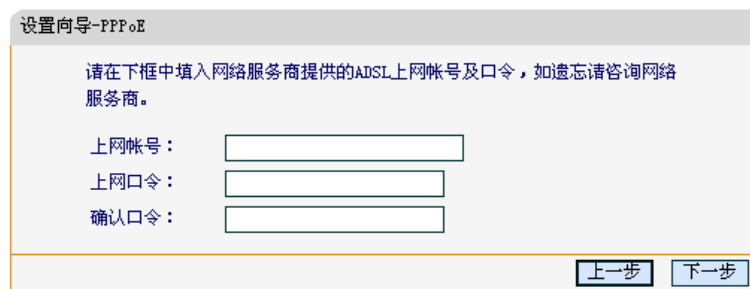 设置向导-PPPoE
请在下框中填入网络服务商提供的ADSL上网帐号及口令，如遗忘请咨询网络
服务商。
上网帐号：
上网口令：
确认口令：
上一步 下一步